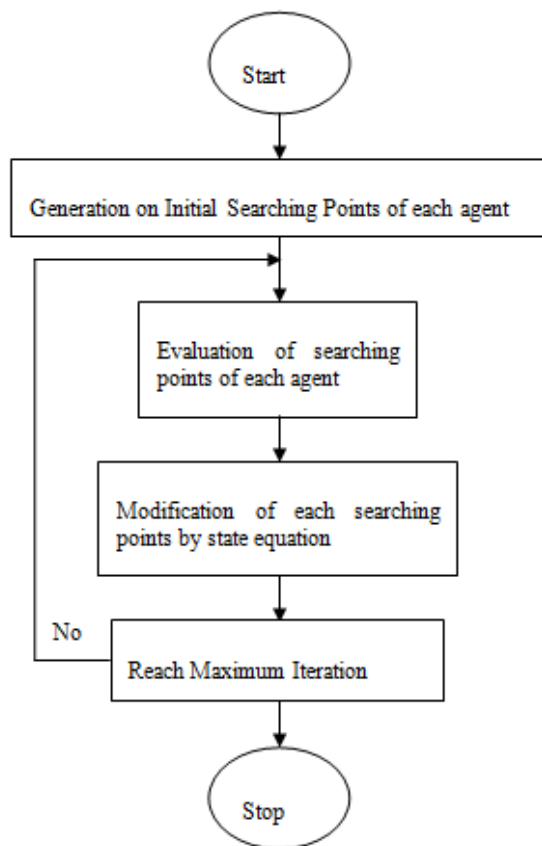 Start
Generation on Initial Searching Points of each agent
Evaluation of searching
points of each agent
Modification of each searching
points by state equation
No
Reach Maximum Iteration
Stop